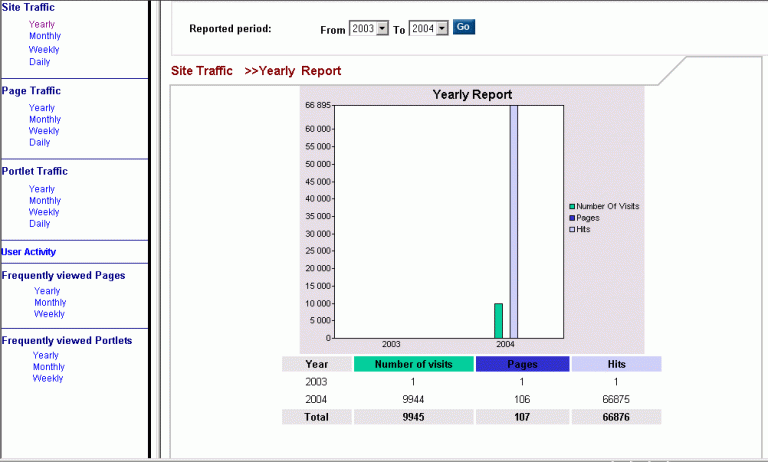 Site Traffic
Yearly
Monthly
Weekly
Daily
Page Traffic
Yearly
Monthly
Weekly
Daily
Portlet Traffic
Yearly
Monthly
Weekly
Daily
User Activity
Frequently viewed Pages
Yearly
Monthly
Weekly
Frequently viewed Portlets
Yearly
Monthly
Weekly
Reported period: From 2003 To 2004 Go
Site Traffic >>Yearly Report
Yearly Report
66 895
60 000
55 000
50 000
45 000
40 000
35 000
30 000
25 000
20 000
15 000
10 000
5 000
0
2003 2004
Number Of Visits
Pages
Hits
Year Number of visits Pages Hits
2003 1 1 1
2004 9944 106 66875
Total 9945 107 66876